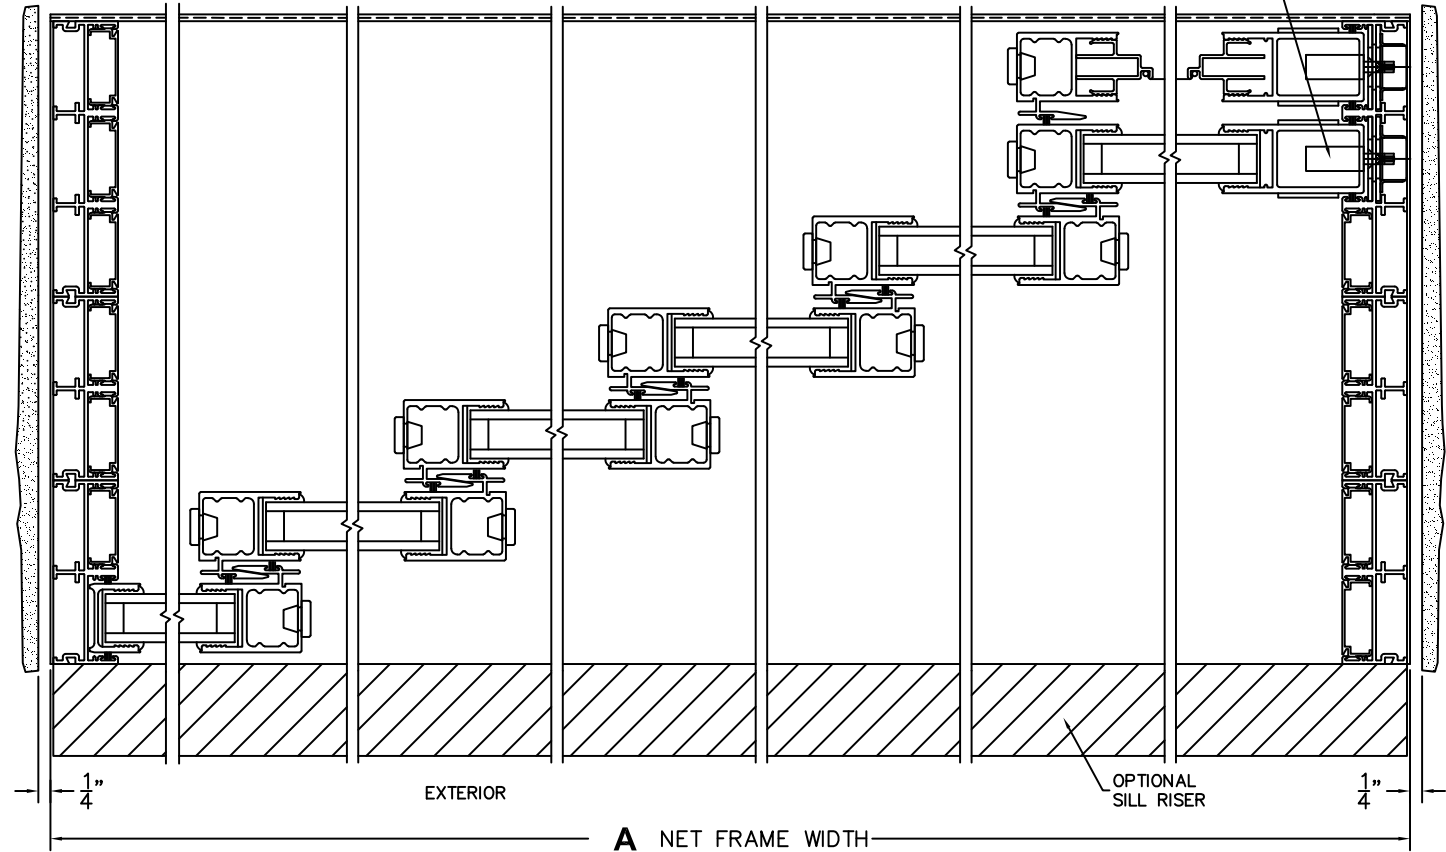 1/4"
EXTERIOR
OPTIONAL
SILL RISER
1/4"
A NET FRAME WIDTH